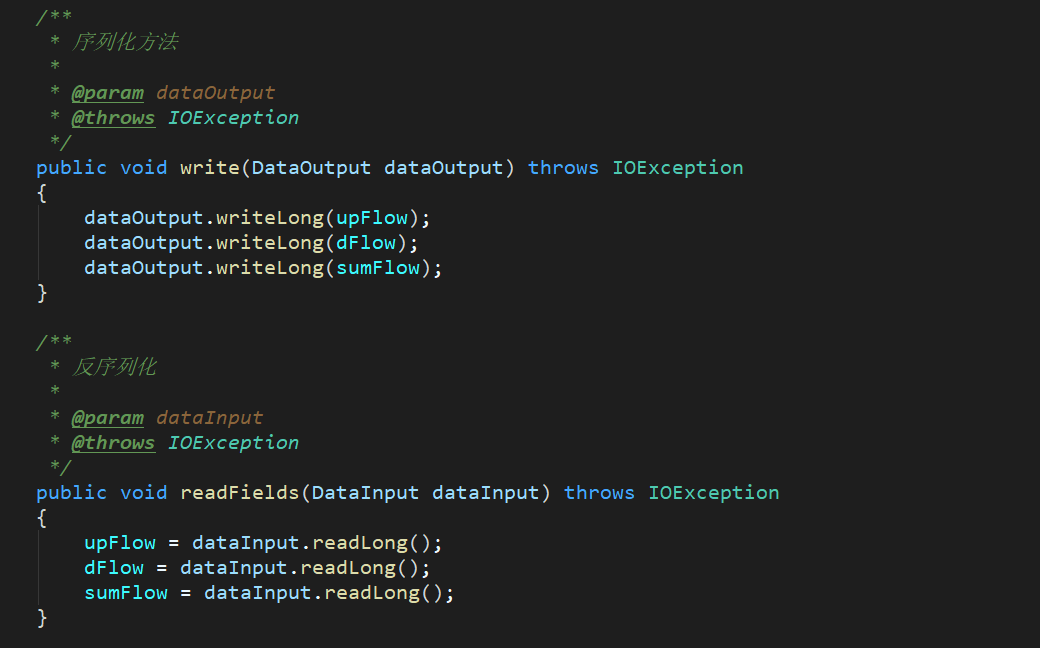 /**
 * 序列化方法
 *
 * @param dataOutput
 * @throws IOException
 */
public void write(DataOutput dataOutput) throws IOException
{
    dataOutput.writeLong(upFlow);
    dataOutput.writeLong(dFlow);
    dataOutput.writeLong(sumFlow);
}

/**
 * 反序列化
 *
 * @param dataInput
 * @throws IOException
 */
public void readFields(DataInput dataInput) throws IOException
{
    upFlow = dataInput.readLong();
    dFlow = dataInput.readLong();
    sumFlow = dataInput.readLong();
}